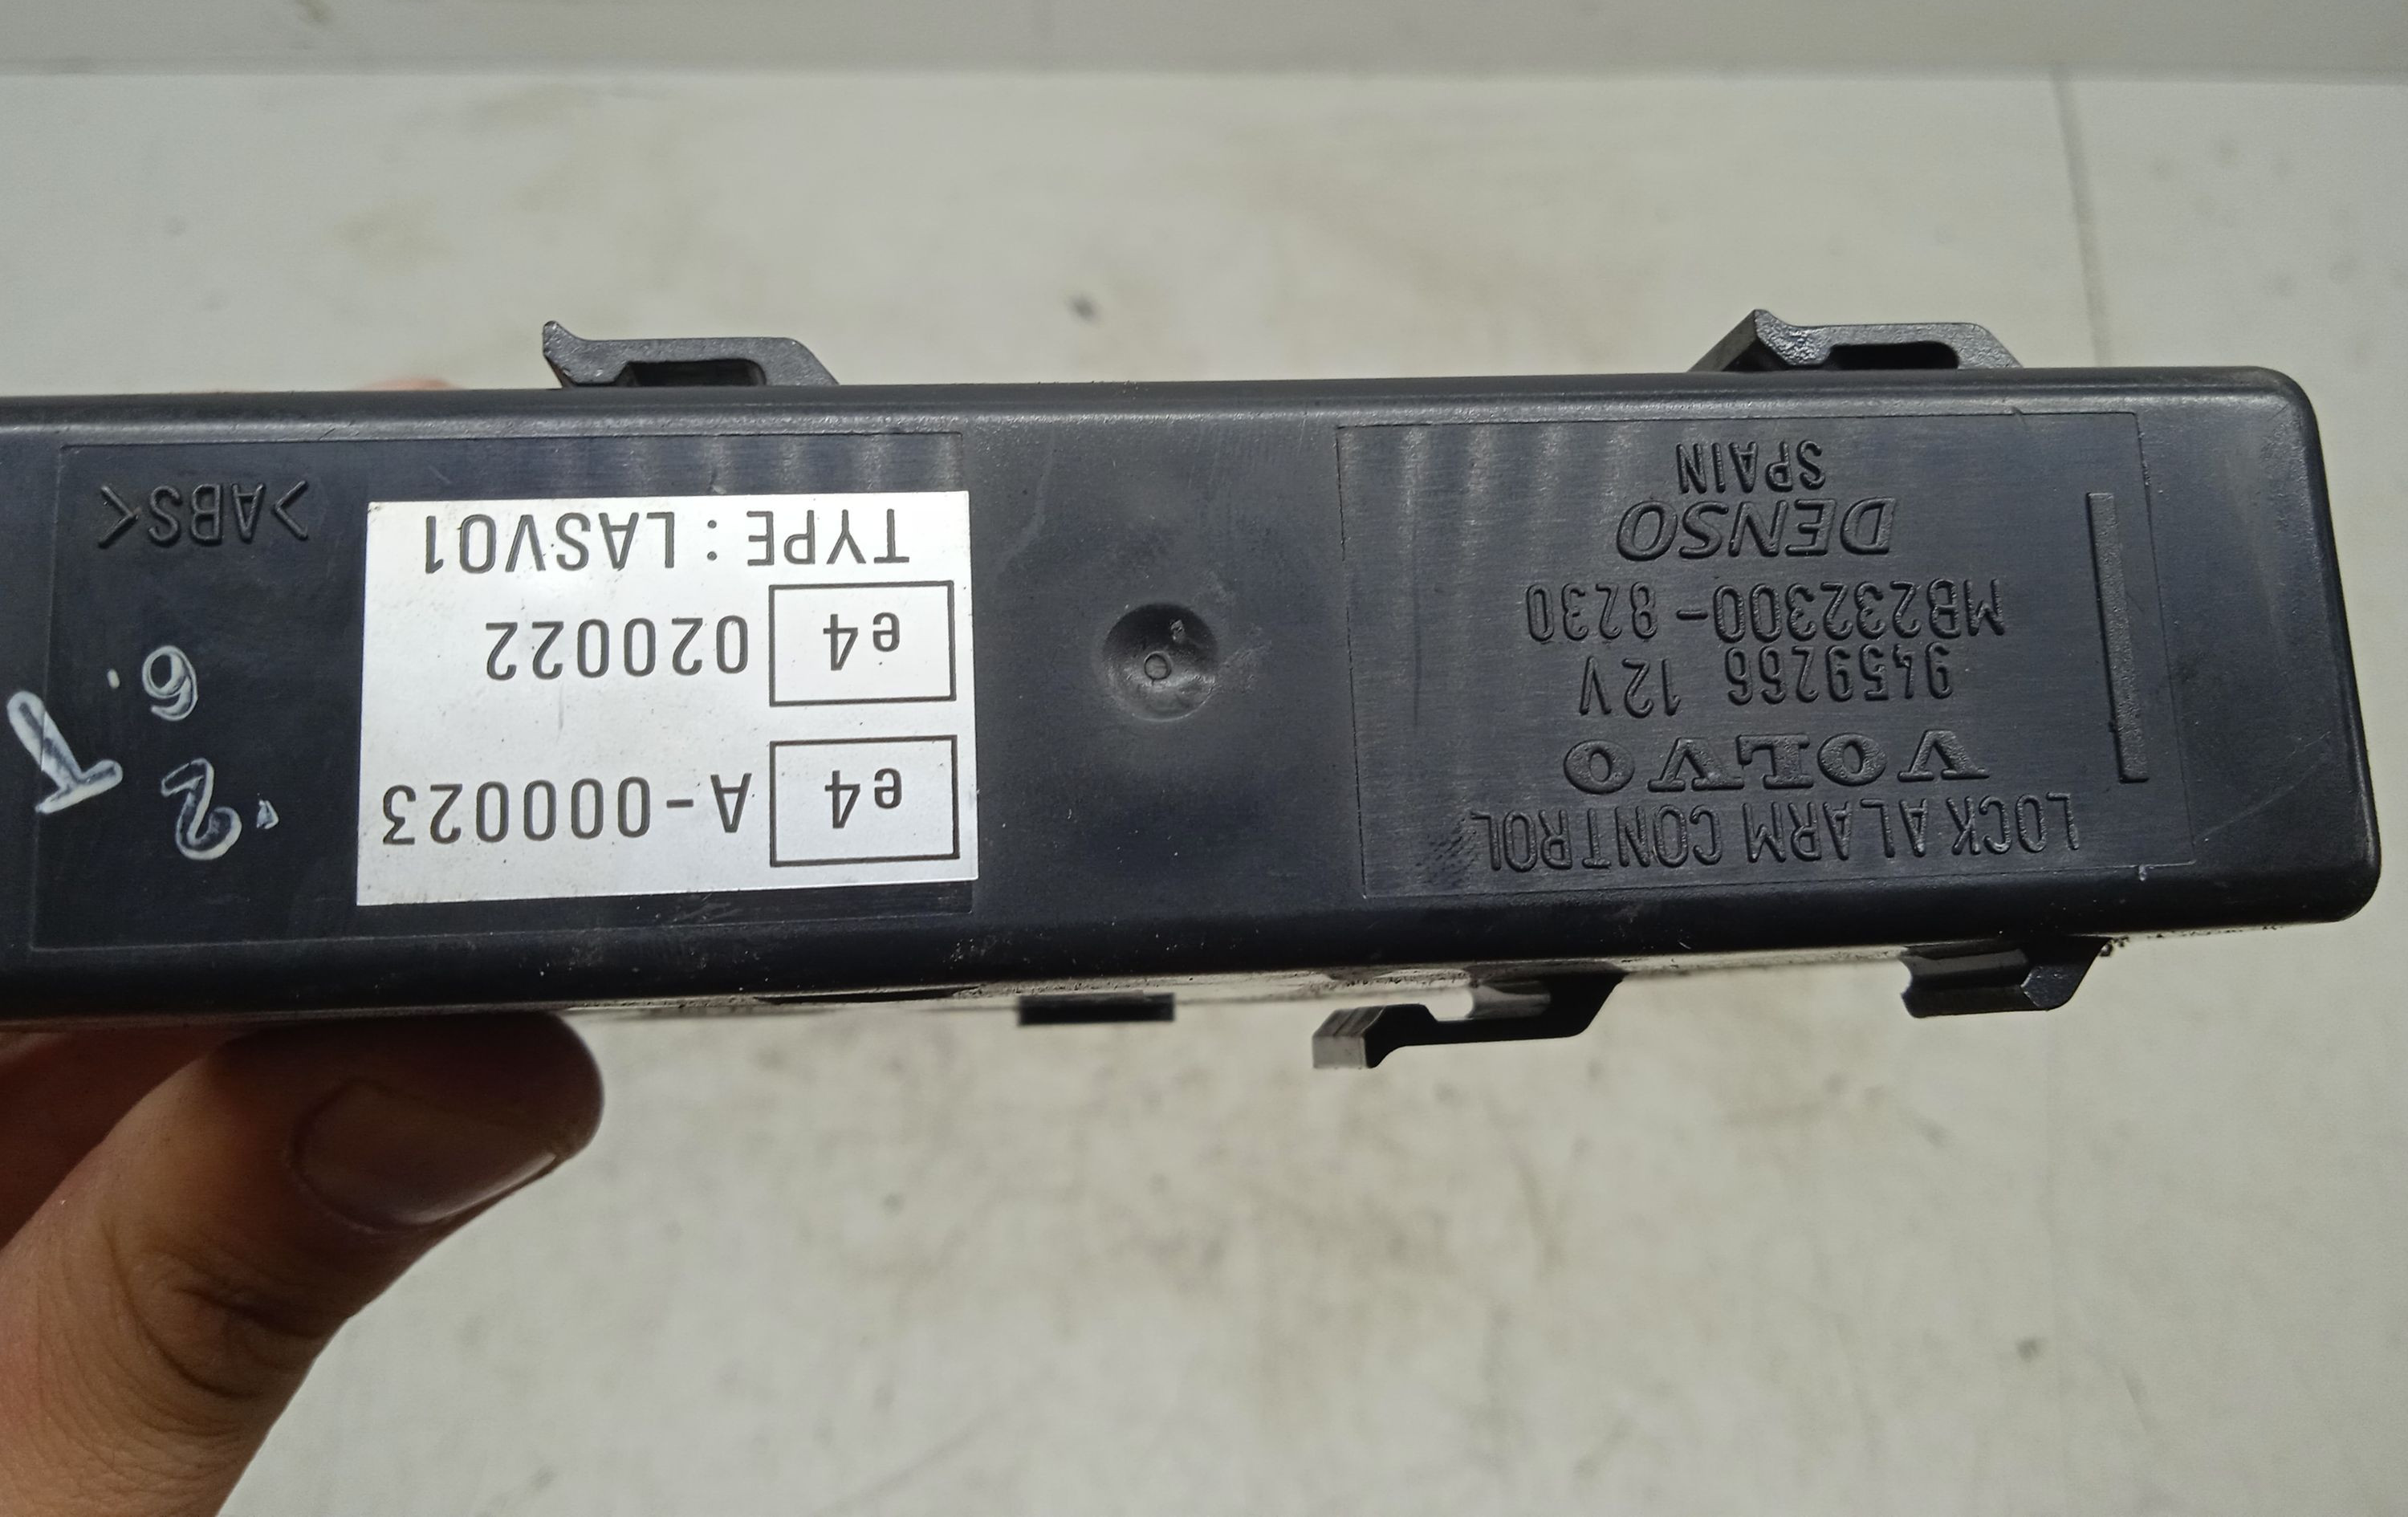 LOCK ALARM CONTROL
VOLVO
9459266 12V
MB232300-8230
DENSO
SPAIN
e4 A-000023
e4 020022
TYPE:LASV01
>ABS<